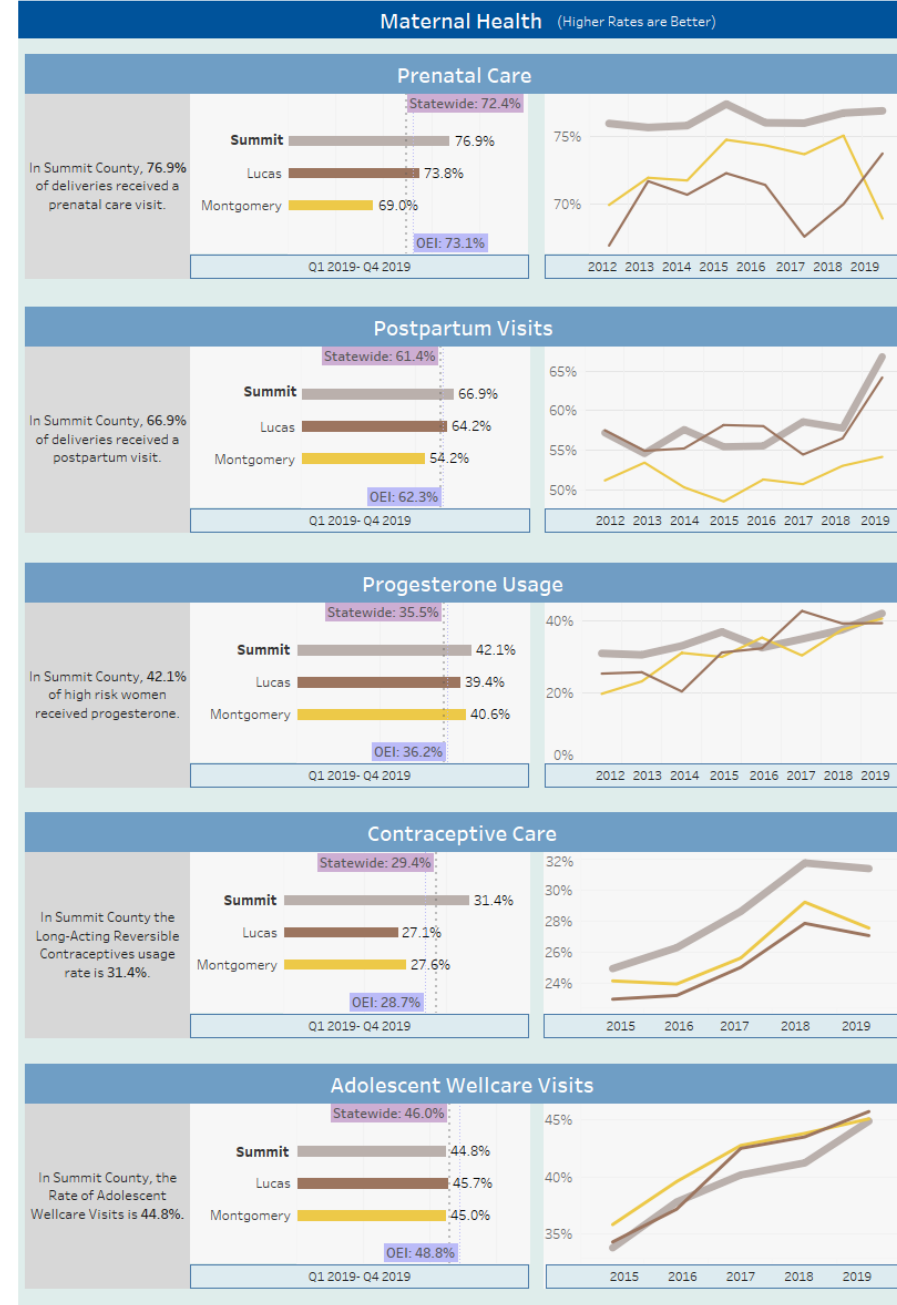 Maternal Health (Higher Rates are Better)
Prenatal Care
In Summit County, 76.9%
of deliveries received a
prenatal care visit.
Statewide: 72.4%
Summit 76.9%
Lucas 73.8%
Montgomery 69.0%
OEI: 73.1%
Q1 2019- Q4 2019
75%
70%
2012 2013 2014 2015 2016 2017 2018 2019
Postpartum Visits
In Summit County, 66.9%
of deliveries received a
postpartum visit.
Statewide: 61.4%
Summit 66.9%
Lucas 64.2%
Montgomery 54.2%
OEI: 62.3%
Q1 2019- Q4 2019
65%
60%
55%
50%
2012 2013 2014 2015 2016 2017 2018 2019
Progesterone Usage
In Summit County, 42.1%
of high risk women
received progesterone.
Statewide: 35.5%
Summit 42.1%
Lucas 39.4%
Montgomery 40.6%
OEI: 36.2%
Q1 2019- Q4 2019
40%
20%
0%
2012 2013 2014 2015 2016 2017 2018 2019
Contraceptive Care
In Summit County the
Long-Acting Reversible
Contraceptives usage
rate is 31.4%.
Statewide: 29.4%
Summit 31.4%
Lucas 27.1%
Montgomery 27.6%
OEI: 28.7%
Q1 2019- Q4 2019
32%
30%
28%
26%
24%
2015 2016 2017 2018 2019
Adolescent Wellcare Visits
In Summit County, the
Rate of Adolescent
Wellcare Visits is 44.8%.
Statewide: 46.0%
Summit 44.8%
Lucas 45.7%
Montgomery 45.0%
OEI: 48.8%
Q1 2019- Q4 2019
45%
40%
35%
2015 2016 2017 2018 2019